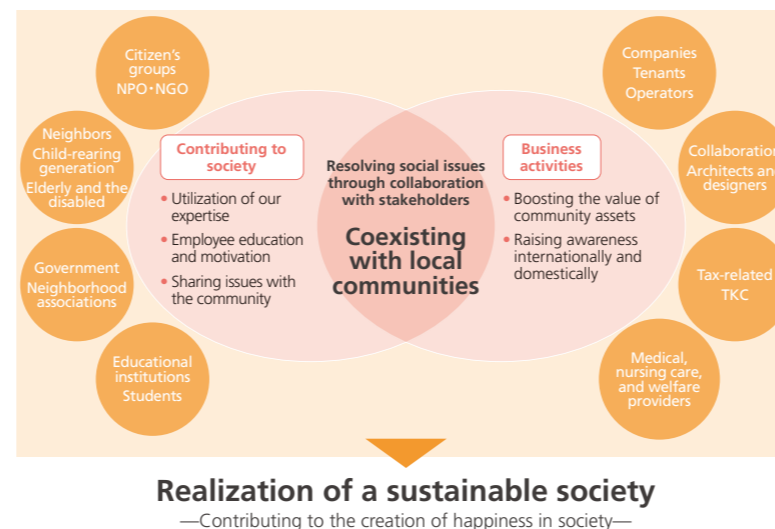 Citizen's
groups
NPO・NGO
Neighbors
Child-rearing
generation
Elderly and the
disabled
Government
Neighborhood
associations
Educational
institutions
Students
Contributing to
society
• Utilization of our
expertise
• Employee education
and motivation
• Sharing issues with
the community
Resolving social issues
through collaboration
with stakeholders
Coexisting
with local
communities
Business
activities
• Boosting the value of
community assets
• Raising awareness
internationally and
domestically
Companies
Tenants
Operators
Collaboration
Architects and
designers
Tax-related
TKC
Medical,
nursing care,
and welfare
providers
Realization of a sustainable society
—Contributing to the creation of happiness in society—